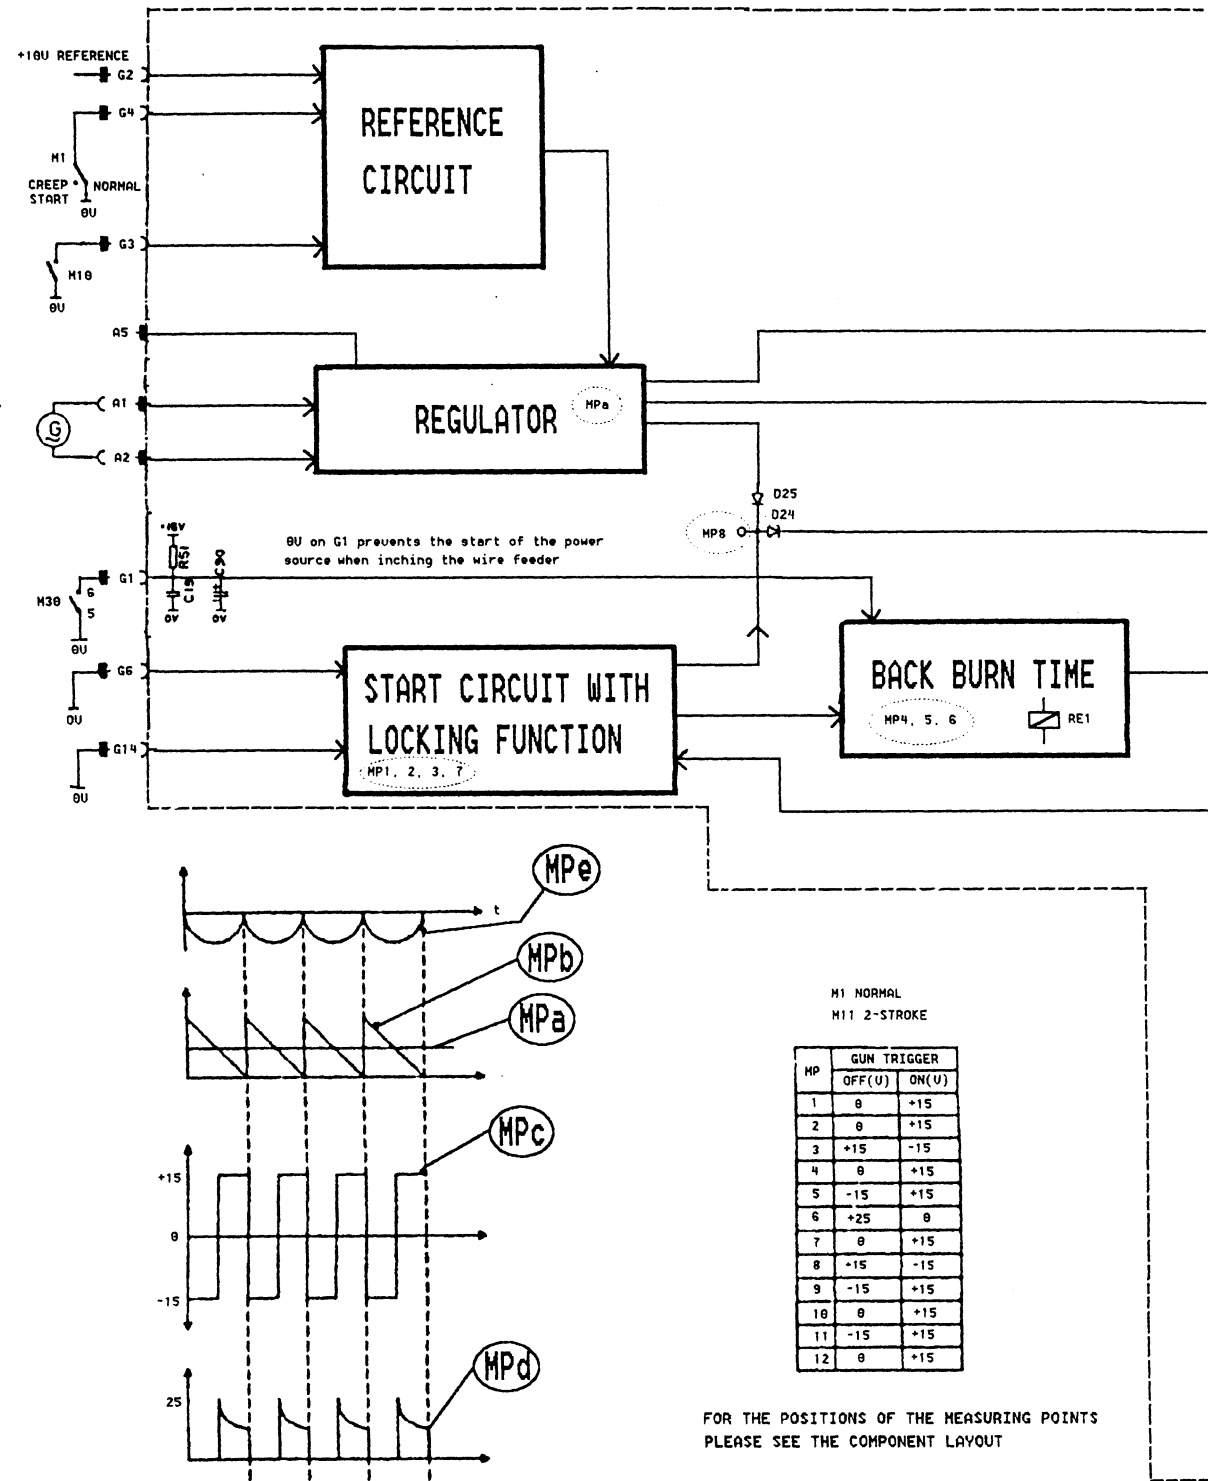 +10V REFERENCE
G2
G4
REFERENCE
CIRCUIT
M1
CREEP
START
NORMAL
0V
G3
M10
0V
A5
A1
G
A2
REGULATOR
MPa
D25
D24
MP8
R51
C90
C19
0V
0V
0V on G1 prevents the start of the power
source when inching the wire feeder
G1
M30
6
5
0V
G6
0V
G14
0V
START CIRCUIT WITH
LOCKING FUNCTION
MP1, 2, 3, 7
BACK BURN TIME
MP4, 5, 6
RE1
MPe
t
MPb
MPa
MPc
+15
0
-15
MPd
25
M1 NORMAL
M11 2-STROKE
MP GUN TRIGGER
OFF(V) ON(V)
1 0 +15
2 0 +15
3 +15 -15
4 0 +15
5 -15 +15
6 +25 0
7 0 +15
8 +15 -15
9 -15 +15
10 0 +15
11 -15 +15
12 0 +15
FOR THE POSITIONS OF THE MEASURING POINTS
PLEASE SEE THE COMPONENT LAYOUT